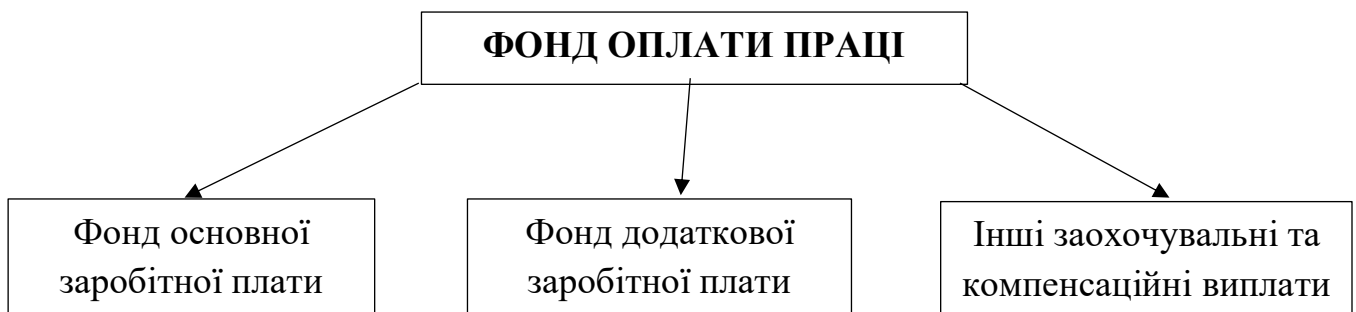 ФОНД ОПЛАТИ ПРАЦІ
Фонд основної
заробітної плати
Фонд додаткової
заробітної плати
Інші заохочувальні та
компенсаційні виплати